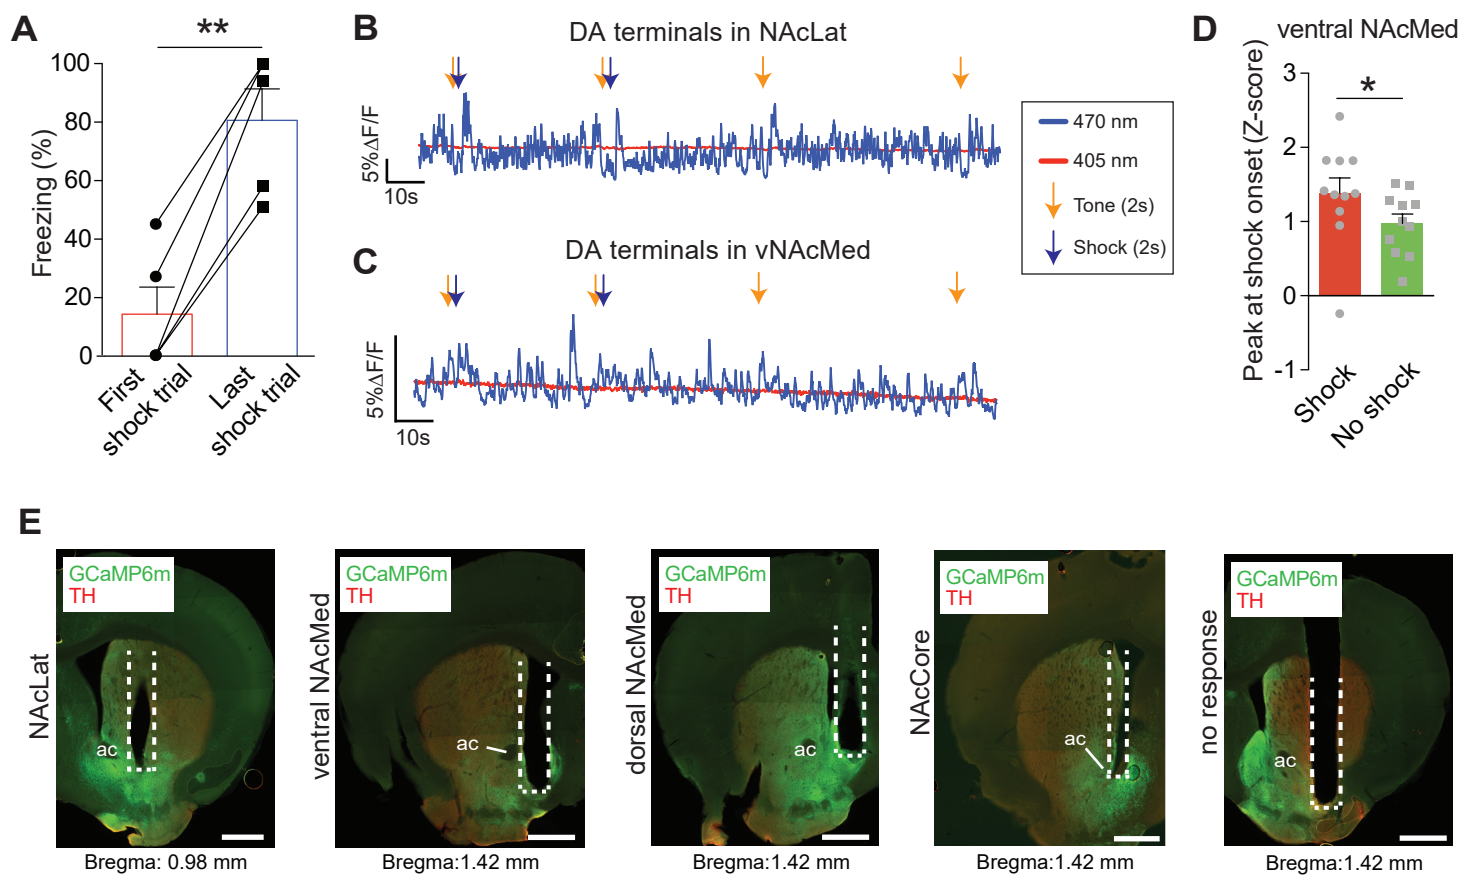 A
**
100
80
60
40
20
0
Freezing (%)
First
shock trial
Last
shock trial
B
DA terminals in NAcLat
5%ΔF/F
10s
470 nm
405 nm
Tone (2s)
Shock (2s)
C
DA terminals in vNAcMed
5%ΔF/F
10s
D
ventral NAcMed
*
3
2
1
0
-1
Peak at shock onset (Z-score)
Shock
No shock
E
NAcLat
GCaMP6m
TH
ac
Bregma: 0.98 mm
ventral NAcMed
GCaMP6m
TH
ac
Bregma:1.42 mm
dorsal NAcMed
GCaMP6m
TH
ac
Bregma:1.42 mm
NAcCore
GCaMP6m
TH
ac
Bregma:1.42 mm
no response
GCaMP6m
TH
ac
Bregma:1.42 mm